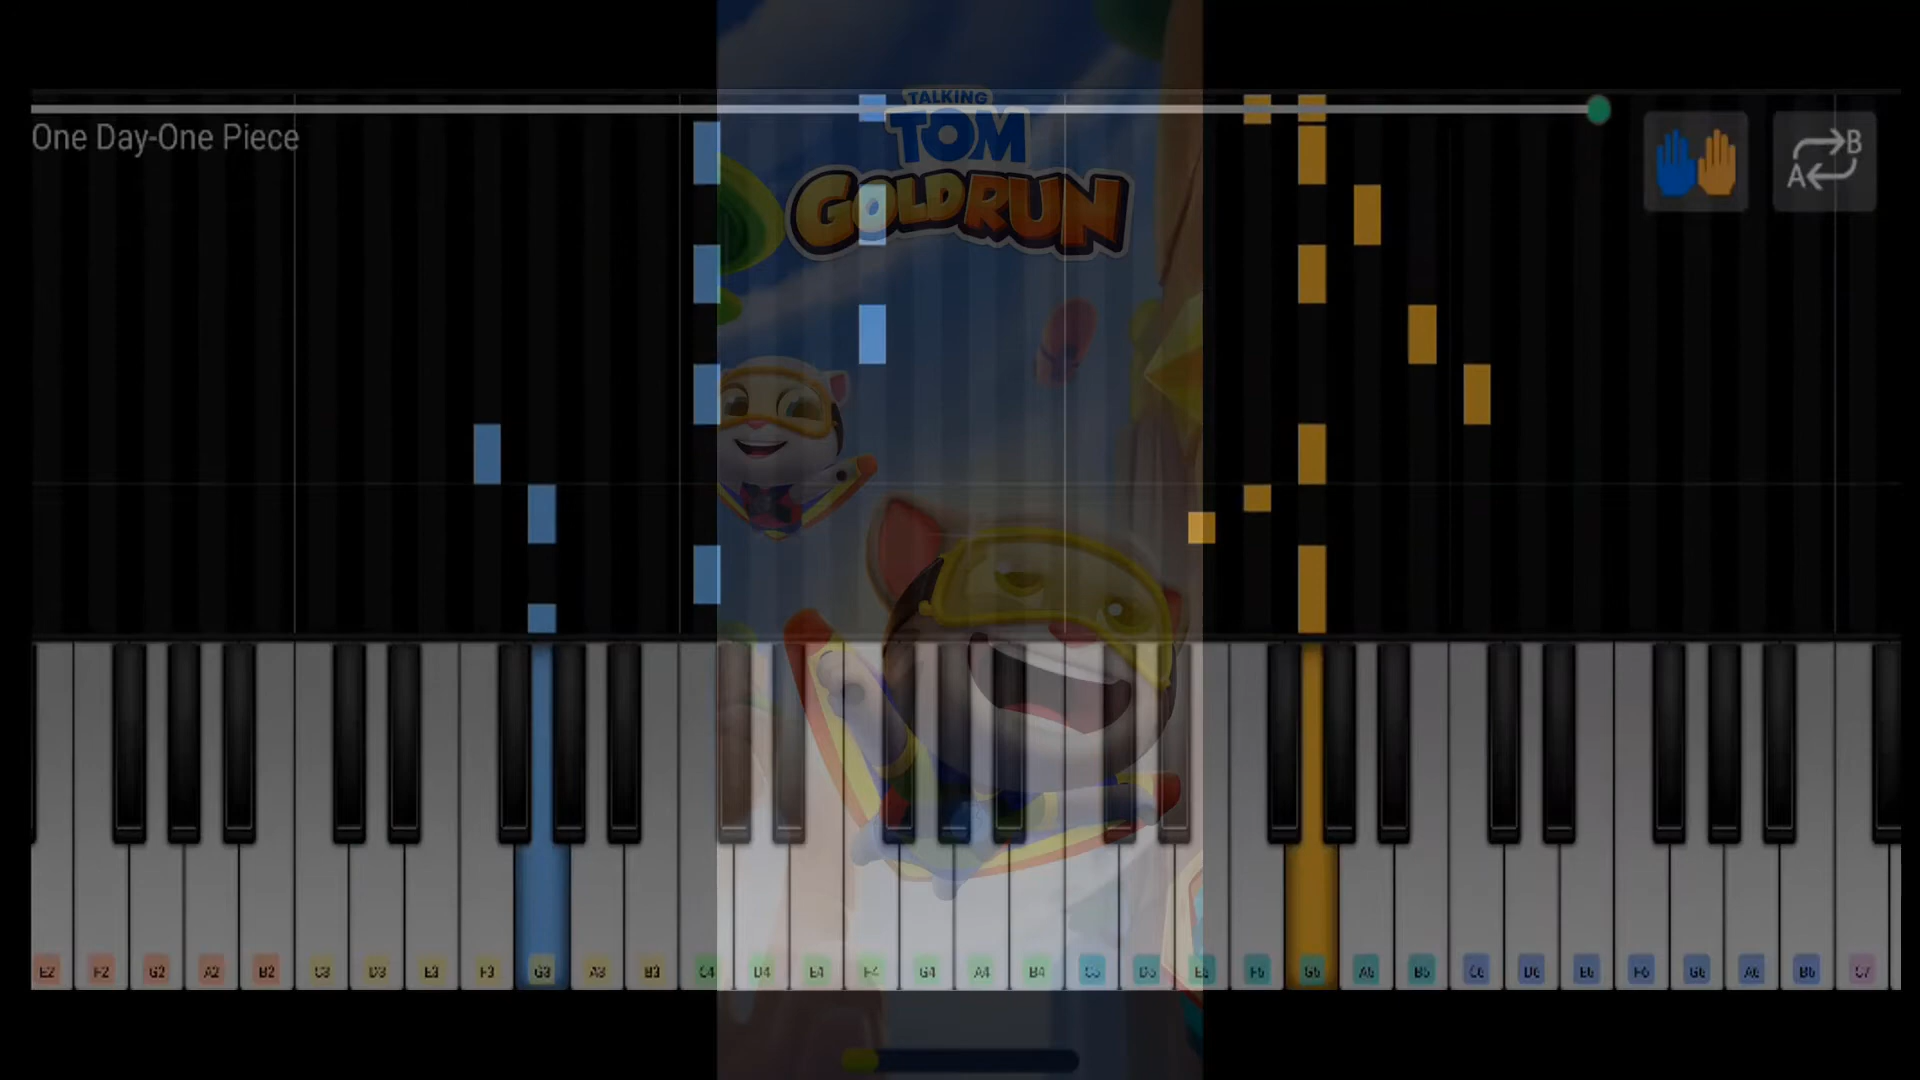 TALKING
TOM
GOLD RUN
One Day-One Piece
B
A
E2 F2 G2 A2 B2 C3 D3 E3 F3 G3 A3 B3 C4 D4 E4 F4 G4 A4 B4 C5 D5 E5 F5 G5 A5 B5 C6 D6 E6 F6 G6 A6 B6 C7